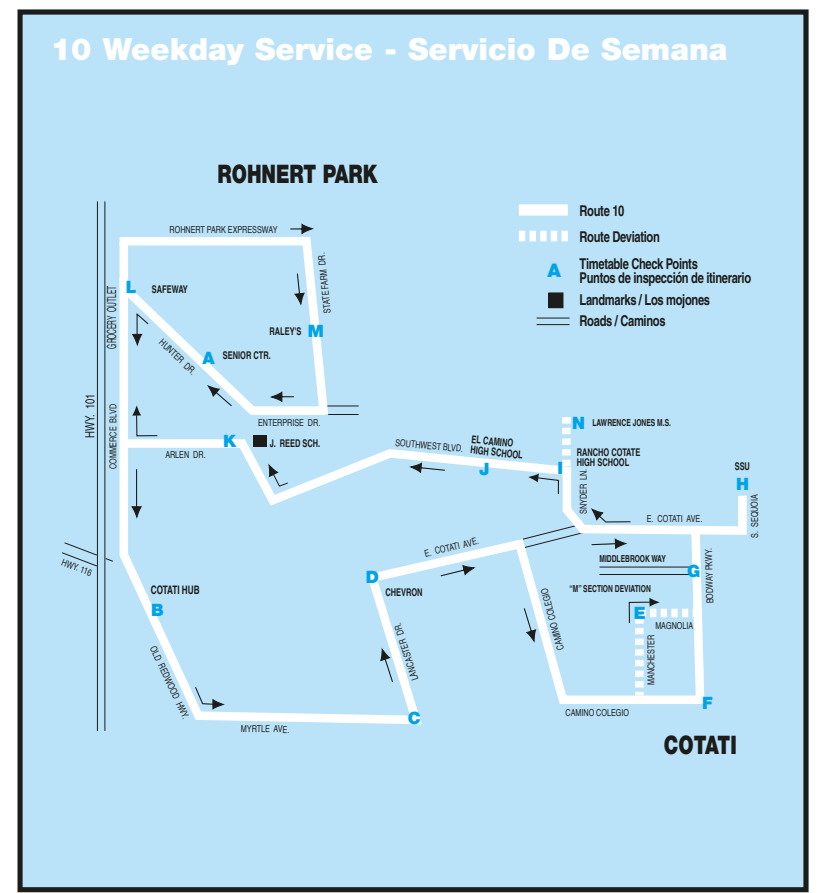 10 Weekday Service - Servicio De Semana
ROHNERT PARK
Route 10
Route Deviation
A
Timetable Check Points
Puntos de inspección de itinerario
Landmarks / Los mojones
Roads / Caminos
ROHNERT PARK EXPRESSWAY
STATE FARM DR.
L
SAFEWAY
GROCERY OUTLET
RALEY'S
M
HUNTER DR.
A
SENIOR CTR.
ENTERPRISE DR.
HWY. 101
COMMERCE BLVD
K
J. REED SCH.
ARLEN DR.
SOUTHWEST BLVD.
EL CAMINO
HIGH SCHOOL
J
N
LAWRENCE JONES M.S.
I
RANCHO COTATE
HIGH SCHOOL
SNYDER LN.
SSU
H
S. SEQUOIA
E. COTATI AVE.
HWY. 116
E. COTATI AVE.
MIDDLEBROOK WAY
G
BODWAY PKWY.
D
CHEVRON
COTATI HUB
B
"M" SECTION DEVIATION
E
MAGNOLIA
MANCHESTER
CAMINO COLEGIO
LANCASTER DR.
OLD REDWOOD HWY.
C
MYRTLE AVE.
F
CAMINO COLEGIO
COTATI